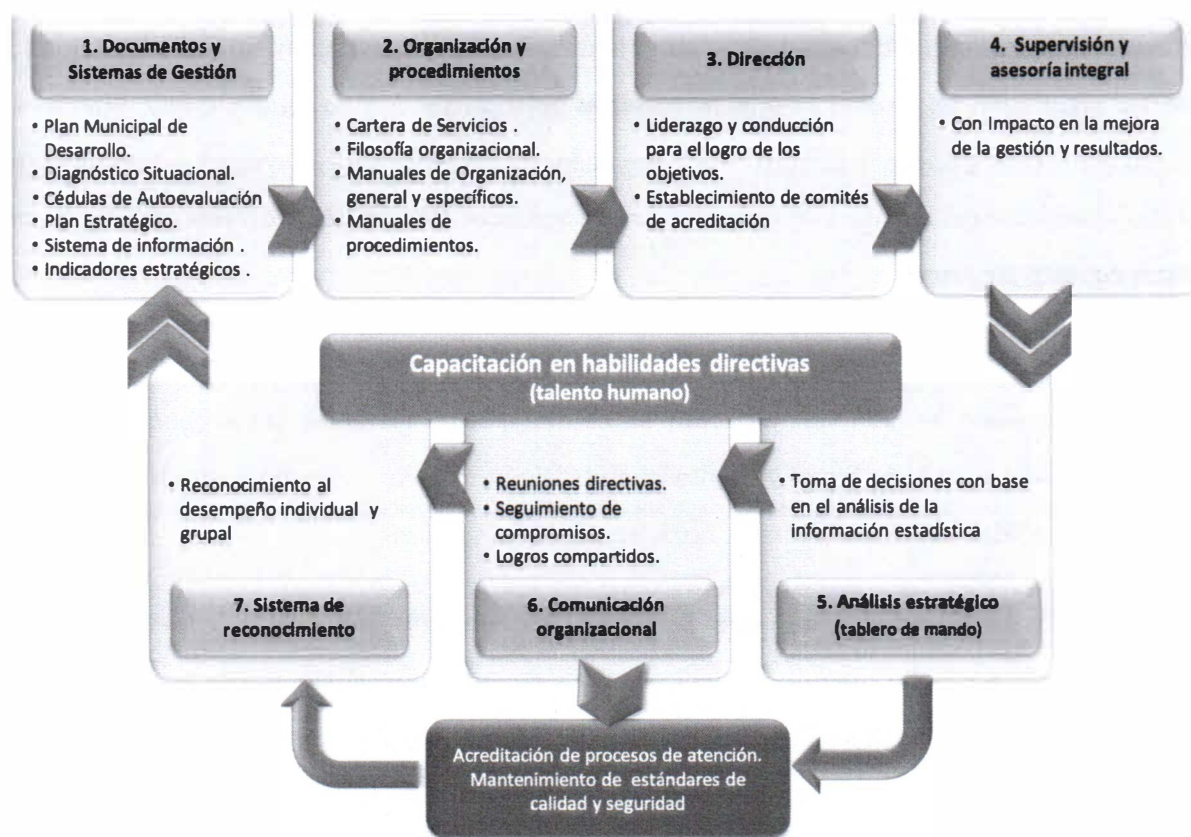 1. Documentos y
Sistemas de Gestión
• Plan Municipal de
Desarrollo.
• Diagnóstico Situacional.
• Cédulas de Autoevaluación
• Plan Estratégico.
• Sistema de información .
• Indicadores estratégicos .
2. Organización y
procedimientos
• Cartera de Servicios .
• Filosofía organizacional.
• Manuales de Organización,
general y específicos.
• Manuales de
procedimientos.
3. Dirección
• Liderazgo y conducción
para el logro de los
objetivos.
• Establecimiento de comités
de acreditación
4. Supervisión y
asesoría integral
• Con Impacto en la mejora
de la gestión y resultados.
Capacitación en habilidades directivas
(talento humano)
• Toma de decisiones con base
en el análisis de la
información estadística
5. Análisis estratégico
(tablero de mando)
• Reuniones directivas.
• Seguimiento de
compromisos.
• Logros compartidos.
6. Comunicación
organizacional
• Reconocimiento al
desempeño individual y
grupal
7. Sistema de
reconocimiento
Acreditación de procesos de atención.
Mantenimiento de estándares de
calidad y seguridad